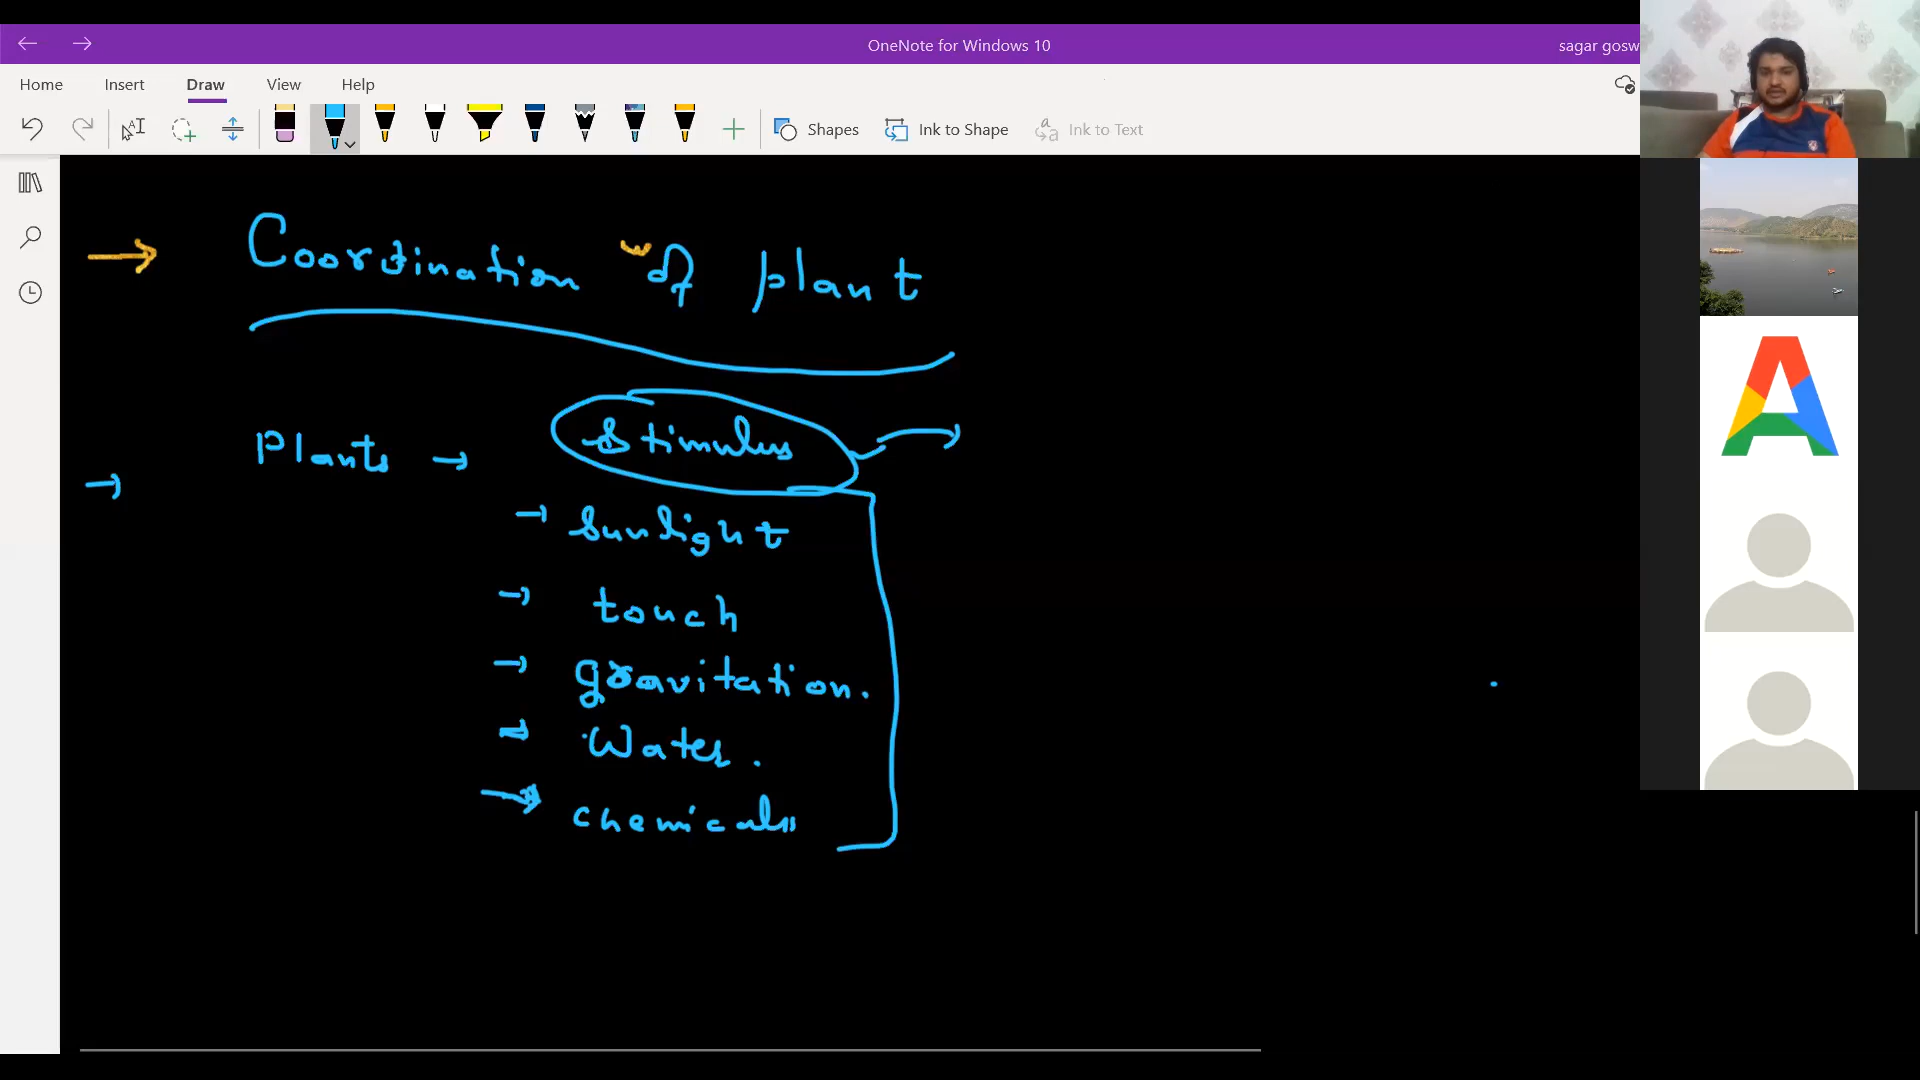 OneNote for Windows 10
sagar gosw
Home Insert Draw View Help
Shapes Ink to Shape Ink to Text
→ Coordination of plant
→ Plants → Stimulus →
→ Sunlight
→ touch
→ gravitation.
→ Water.
→ chemicals